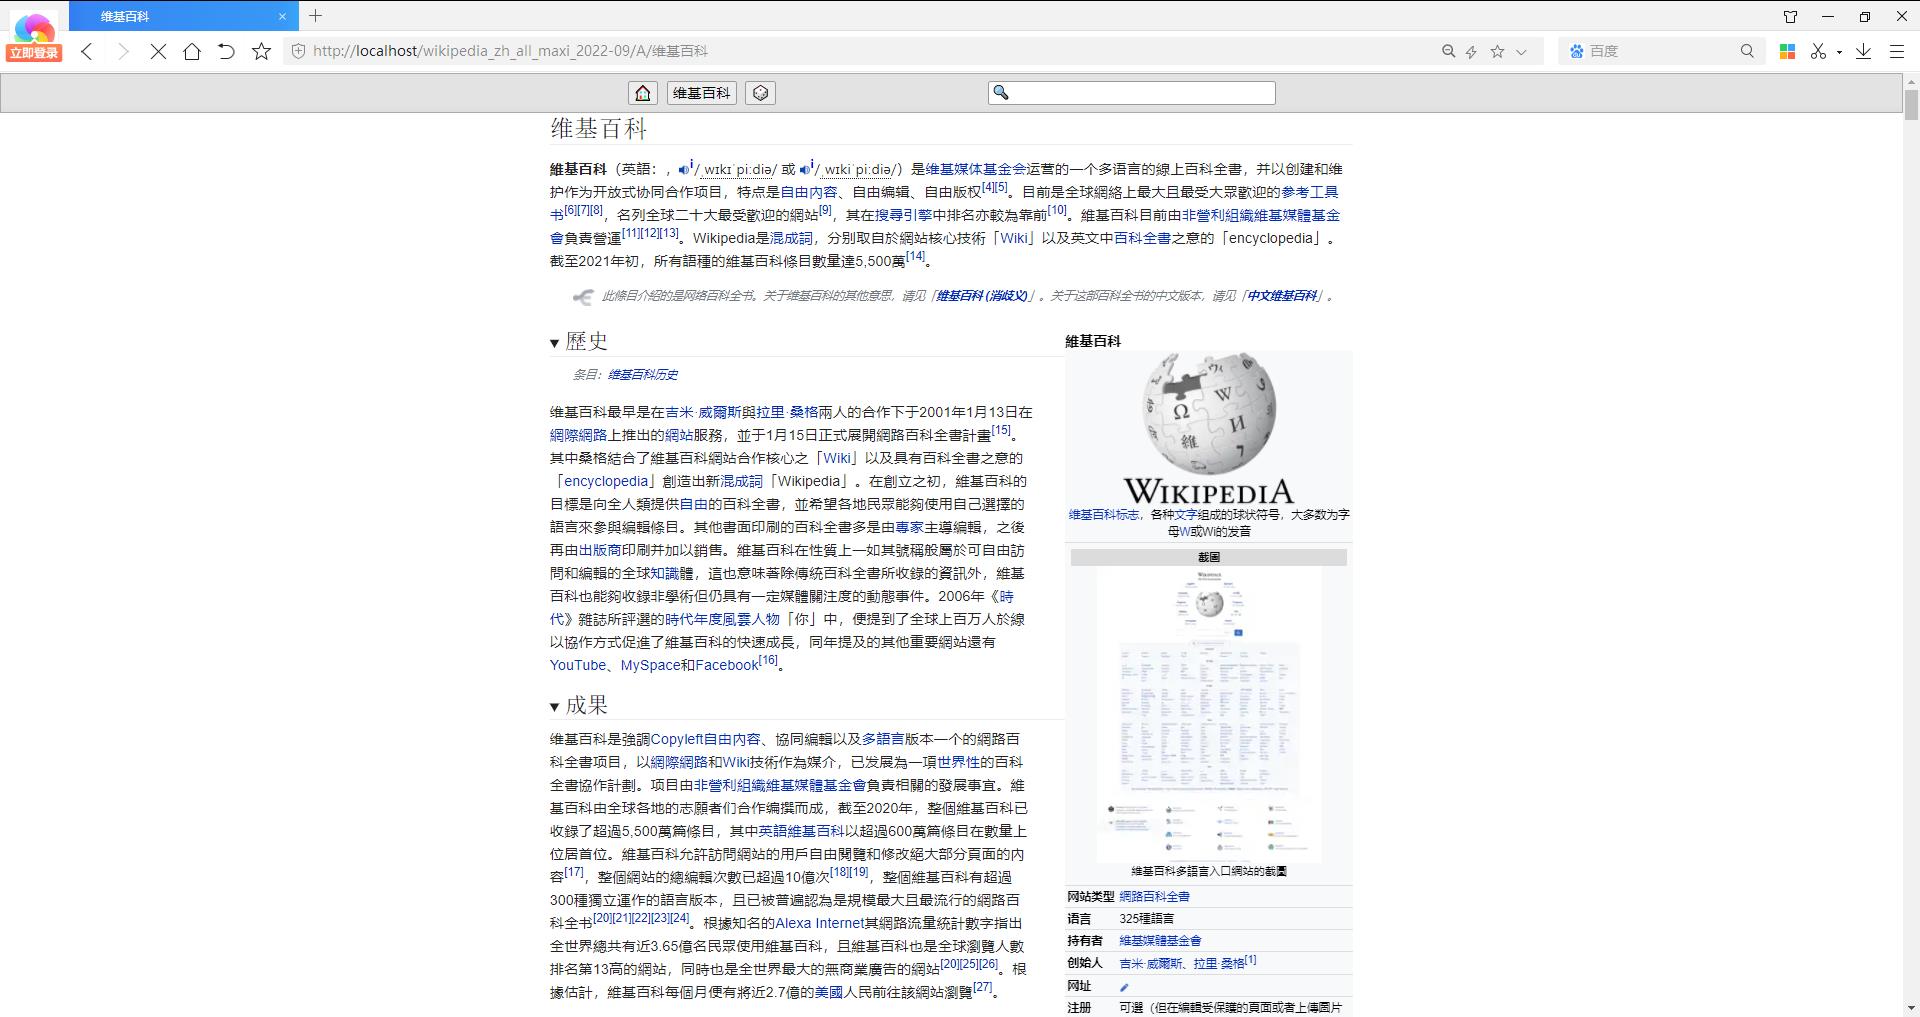 维基百科
立即登录
http://localhost/wikipedia_zh_all_maxi_2022-09/A/维基百科
百度
维基百科
维基百科
維基百科（英語：，i/ˌwɪkɪˈpiːdiə/ 或 i/ˌwɪkiˈpiːdiə/）是维基媒体基金会运营的一个多语言的線上百科全書，并以创建和维
护作为开放式协同合作项目，特点是自由内容、自由编辑、自由版权[4][5]。目前是全球網絡上最大且最受大眾歡迎的参考工具
书[6][7][8]，名列全球二十大最受歡迎的網站[9]，其在搜尋引擎中排名亦較為靠前[10]。維基百科目前由非營利組織維基媒體基金
會負責營運[11][12][13]。Wikipedia是混成詞，分别取自於網站核心技術「Wiki」以及英文中百科全書之意的「encyclopedia」。
截至2021年初，所有語種的維基百科條目數量達5,500萬[14]。
此條目介紹的是网络百科全书。关于维基百科的其他意思，请见「维基百科 (消歧义)」。关于这部百科全书的中文版本，请见「中文维基百科」。
歷史
条目：维基百科历史
维基百科最早是在吉米·威爾斯與拉里·桑格兩人的合作下于2001年1月13日在
網際網路上推出的網站服務，並于1月15日正式展開網路百科全書計畫[15]。
其中桑格結合了維基百科網站合作核心之「Wiki」以及具有百科全書之意的
「encyclopedia」創造出新混成詞「Wikipedia」。在創立之初，維基百科的
目標是向全人類提供自由的百科全書，並希望各地民眾能夠使用自己選擇的
語言來參與編輯條目。其他書面印刷的百科全書多是由專家主導編輯，之後
再由出版商印刷并加以銷售。維基百科在性質上一如其號稱般屬於可自由訪
問和編輯的全球知識體，這也意味著除傳統百科全書所收錄的資訊外，維基
百科也能夠收錄非學術但仍具有一定媒體關注度的動態事件。2006年《時
代》雜誌所評選的時代年度風雲人物「你」中，便提到了全球上百万人於線
以協作方式促進了維基百科的快速成長，同年提及的其他重要網站還有
YouTube、MySpace和Facebook[16]。
成果
维基百科是強調Copyleft自由內容、協同編輯以及多語言版本一个的網路百
科全書项目，以網際網路和Wiki技術作為媒介，已发展為一項世界性的百科
全書協作計劃。项目由非營利組織維基媒體基金會負責相關的發展事宜。維
基百科由全球各地的志願者们合作编撰而成，截至2020年，整個維基百科已
收錄了超過5,500萬篇條目，其中英語維基百科以超過600萬篇條目在數量上
位居首位。維基百科允許訪問網站的用戶自由閱覽和修改絕大部分頁面的內
容[17]，整個網站的總編輯次數已超過10億次[18][19]，整個維基百科有超過
300種獨立運作的語言版本，且已被普遍認為是規模最大且最流行的網路百
科全书[20][21][22][23][24]。根據知名的Alexa Internet其網路流量統計數字指出
全世界總共有近3.65億名民眾使用維基百科，且維基百科也是全球瀏覽人數
排名第13高的網站，同時也是全世界最大的無商業廣告的網站[20][25][26]。根
據估計，維基百科每個月便有將近2.7億的美國人民前往該網站瀏覽[27]。
維基百科
Ω W И 維
WIKIPEDIA
维基百科标志，各种文字组成的球状符号，大多数为字
母W或Wi的发音
截圖
維基百科多語言入口網站的截圖
网站类型 網路百科全書
语言 325種語言
持有者 維基媒體基金會
创始人 吉米·威爾斯、拉里·桑格[1]
网址
注册 可選（但在編輯受保護的頁面或者上傳圖片